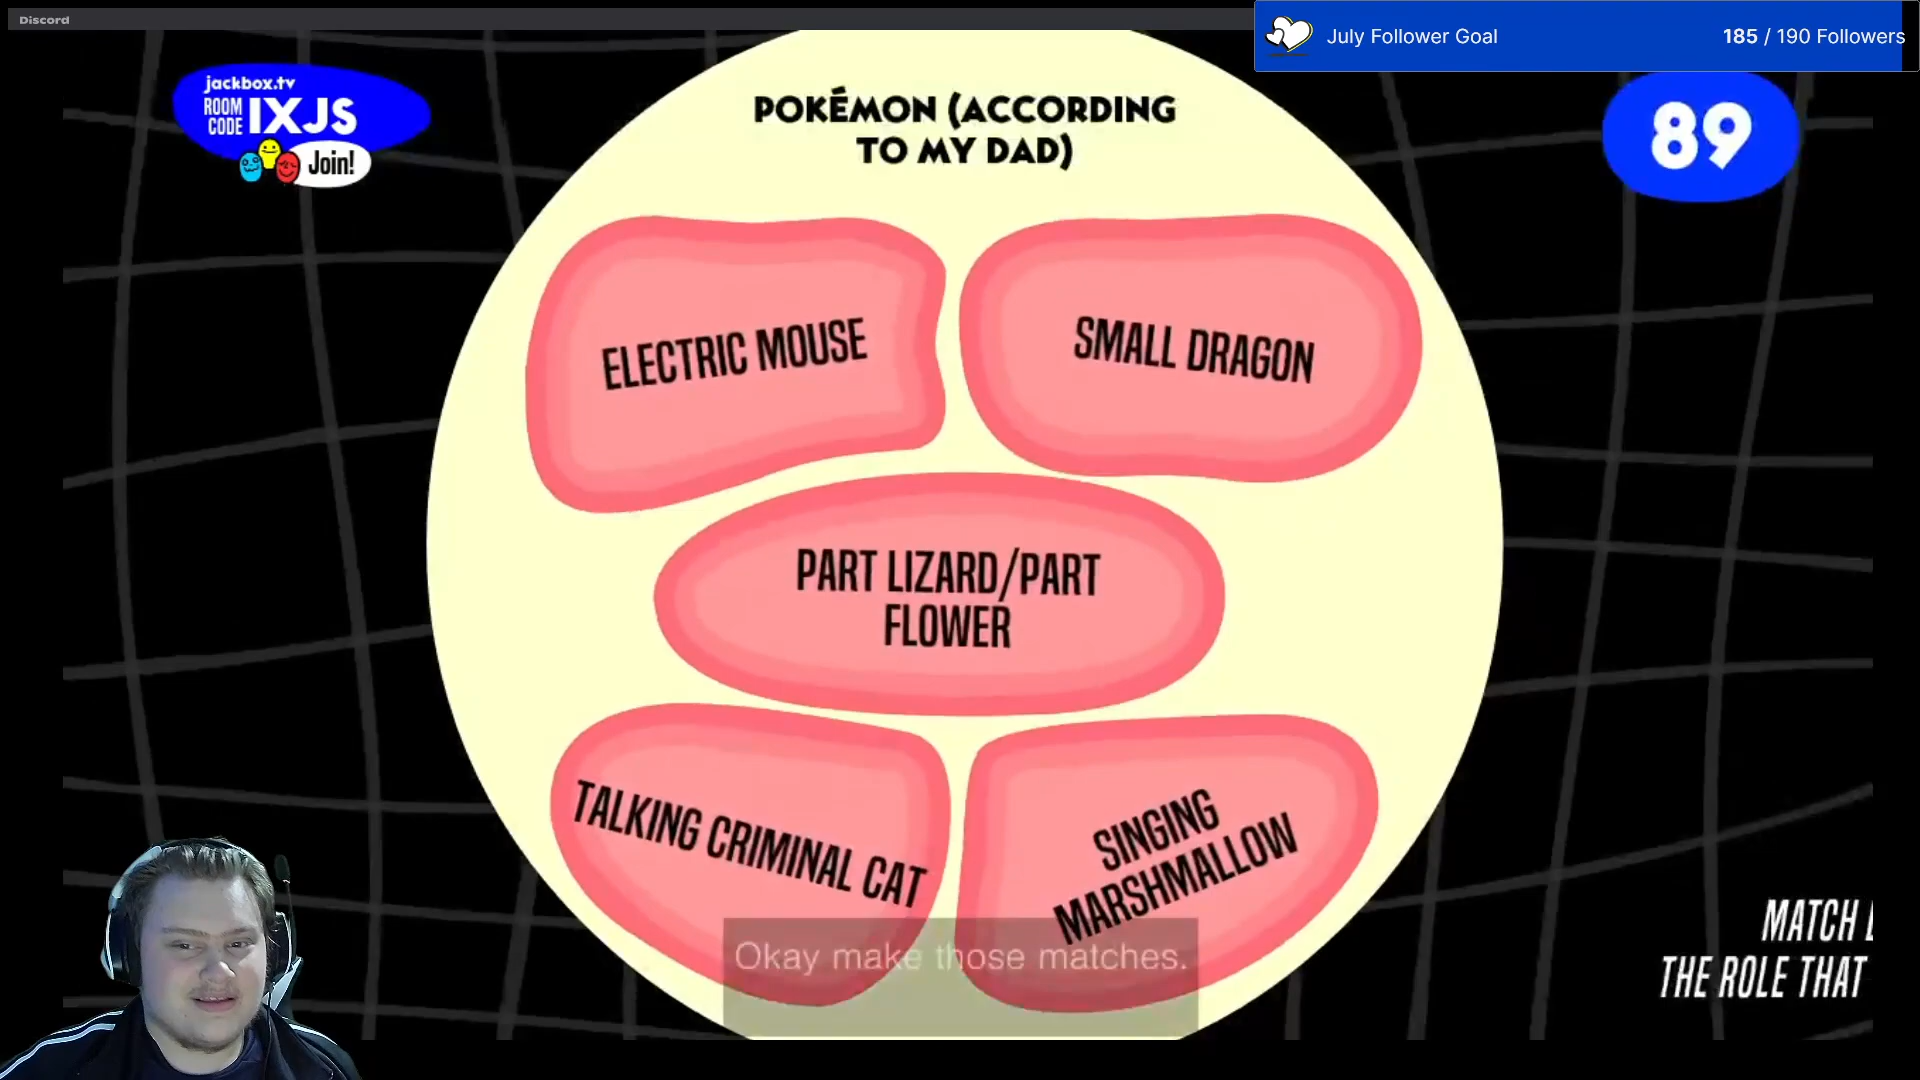 Discord
July Follower Goal 185 / 190 Followers
jackbox.tv
ROOM CODE IXJS
Join!
89
POKÉMON (ACCORDING
TO MY DAD)
ELECTRIC MOUSE
SMALL DRAGON
PART LIZARD/PART
FLOWER
TALKING CRIMINAL CAT
SINGING
MARSHMALLOW
Okay make those matches.
MATCH
THE ROLE THAT